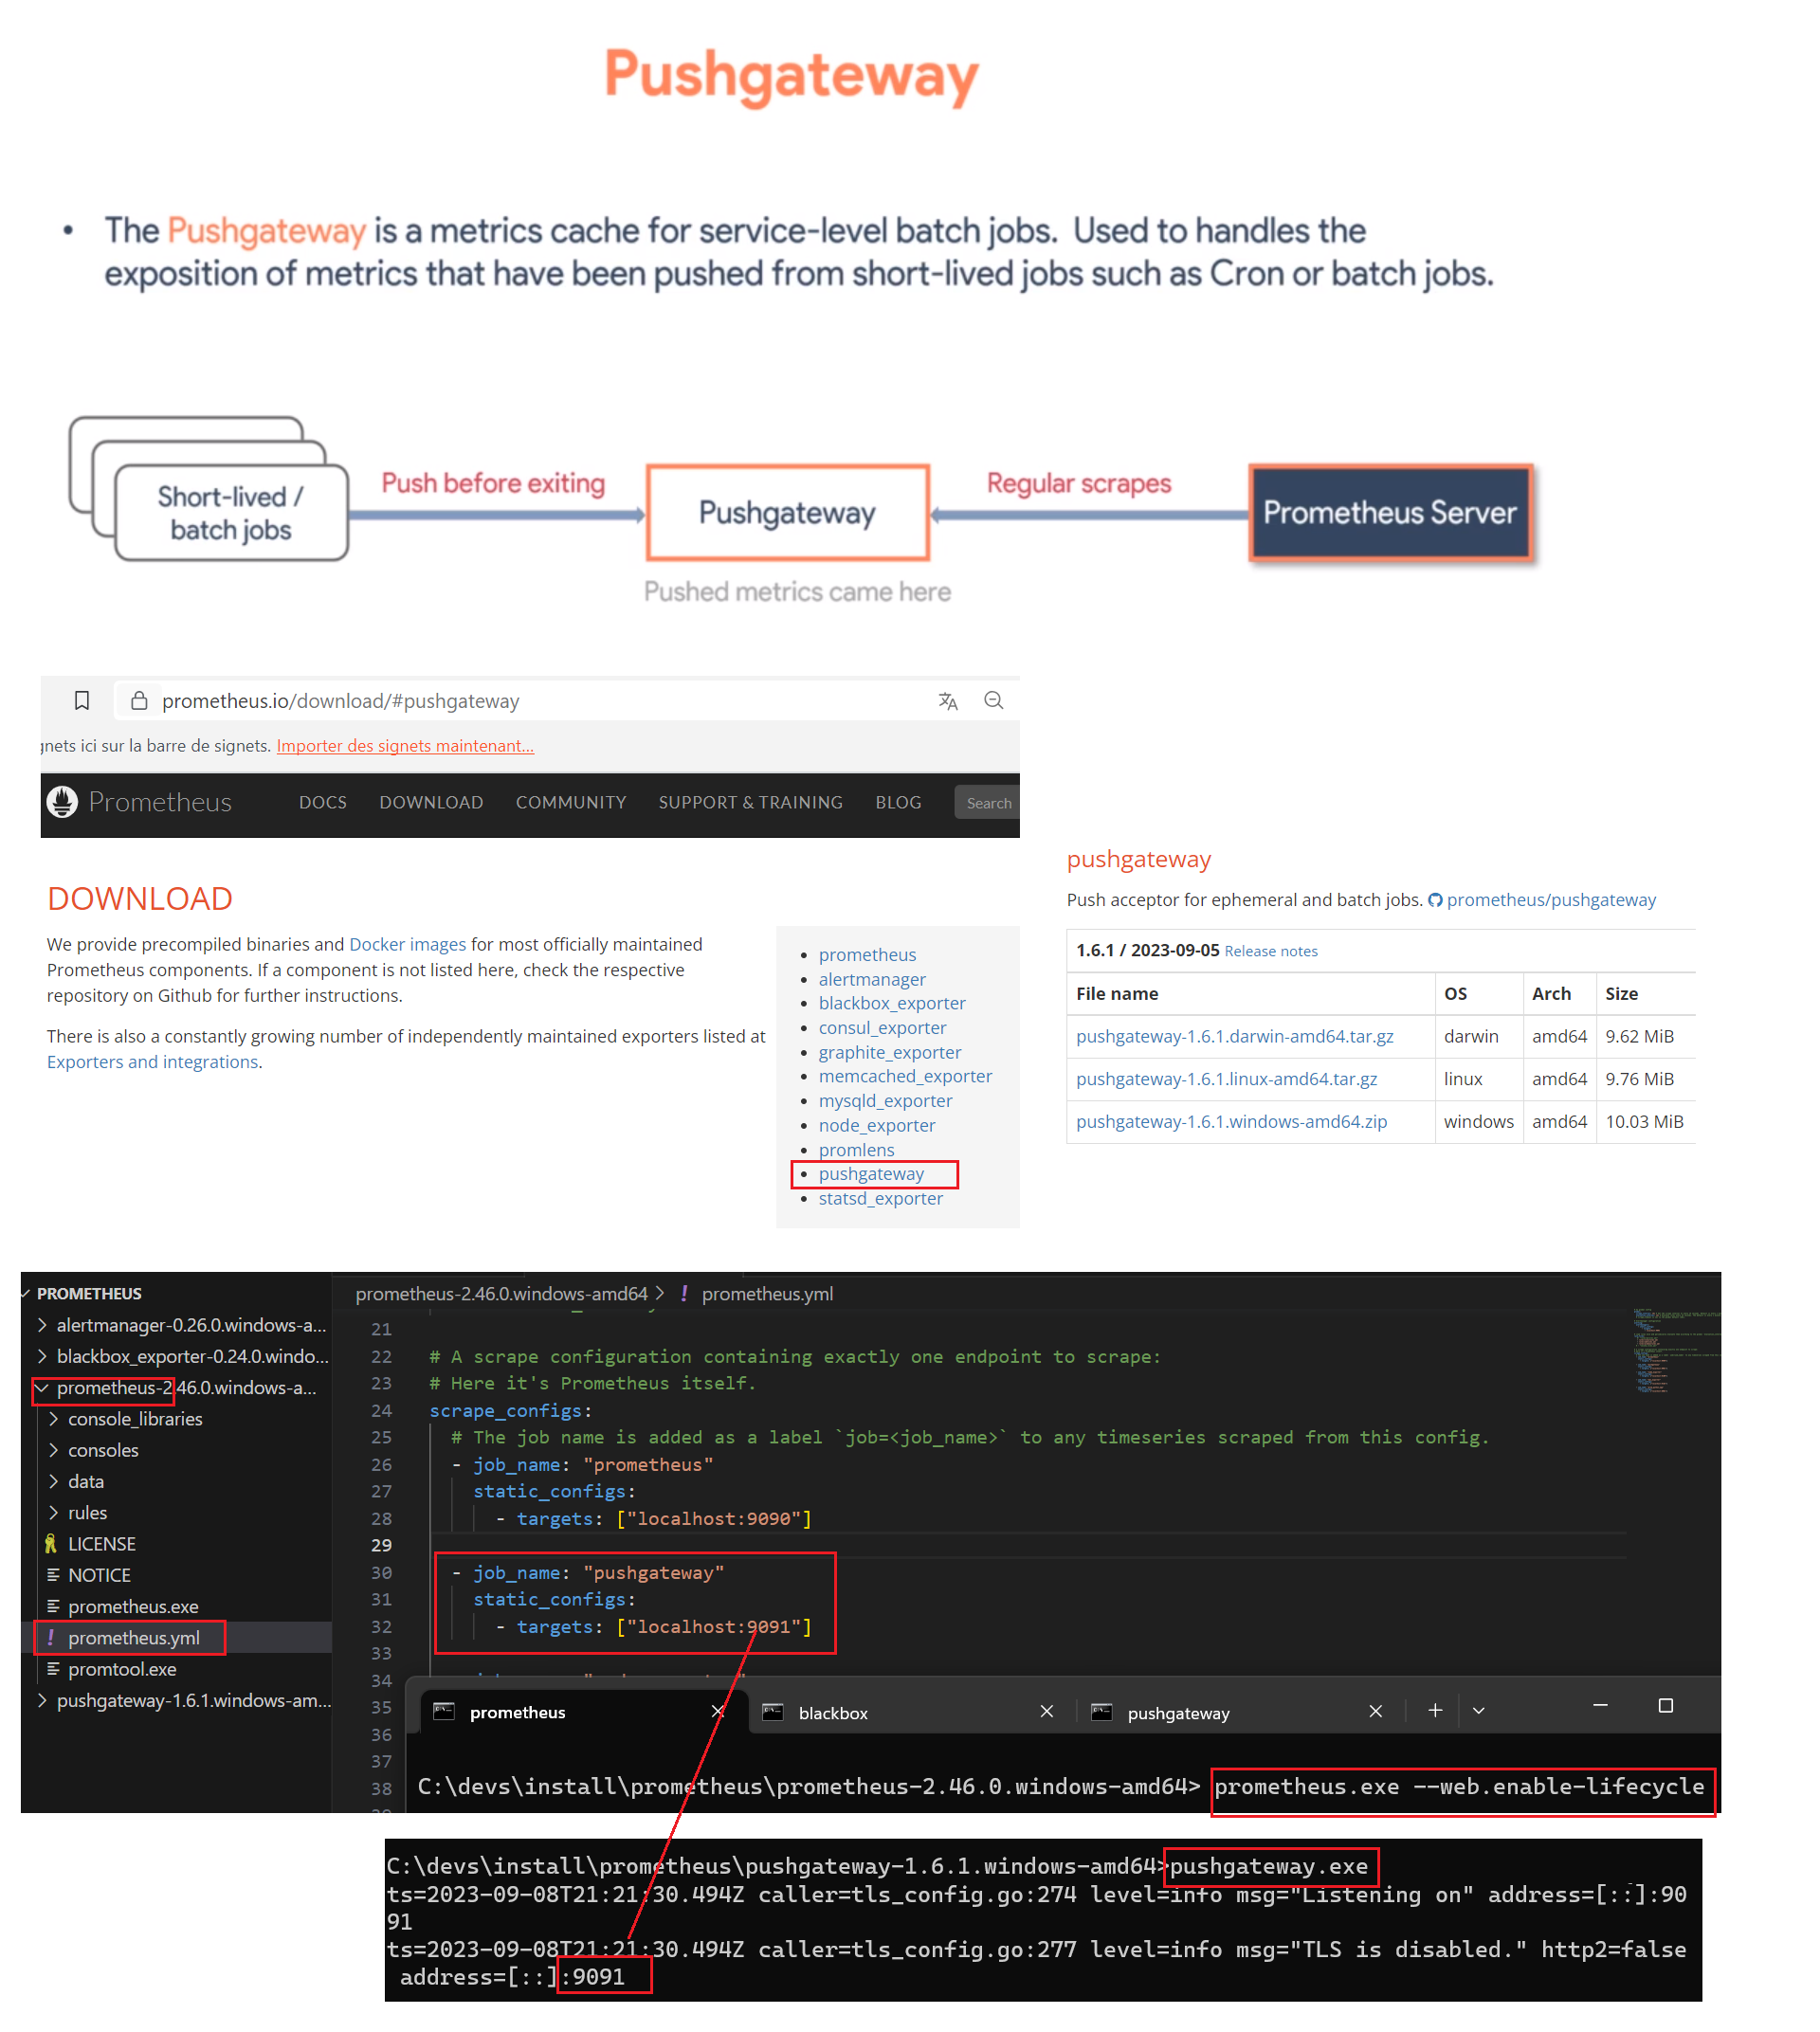 Pushgateway
• The Pushgateway is a metrics cache for service-level batch jobs. Used to handles the
exposition of metrics that have been pushed from short-lived jobs such as Cron or batch jobs.
Short-lived /
batch jobs
Push before exiting
Pushgateway
Regular scrapes
Prometheus Server
Pushed metrics came here
prometheus.io/download/#pushgateway
gnets ici sur la barre de signets. Importer des signets maintenant...
Prometheus DOCS DOWNLOAD COMMUNITY SUPPORT & TRAINING BLOG Search
DOWNLOAD
We provide precompiled binaries and Docker images for most officially maintained
Prometheus components. If a component is not listed here, check the respective
repository on Github for further instructions.
There is also a constantly growing number of independently maintained exporters listed at
Exporters and integrations.
• prometheus
• alertmanager
• blackbox_exporter
• consul_exporter
• graphite_exporter
• memcached_exporter
• mysqld_exporter
• node_exporter
• promlens
• pushgateway
• statsd_exporter
pushgateway
Push acceptor for ephemeral and batch jobs. prometheus/pushgateway
1.6.1 / 2023-09-05 Release notes
File name OS Arch Size
pushgateway-1.6.1.darwin-amd64.tar.gz darwin amd64 9.62 MiB
pushgateway-1.6.1.linux-amd64.tar.gz linux amd64 9.76 MiB
pushgateway-1.6.1.windows-amd64.zip windows amd64 10.03 MiB
PROMETHEUS
alertmanager-0.26.0.windows-a...
blackbox_exporter-0.24.0.windo...
prometheus-2.46.0.windows-a...
console_libraries
consoles
data
rules
LICENSE
NOTICE
prometheus.exe
! prometheus.yml
promtool.exe
pushgateway-1.6.1.windows-am...
prometheus-2.46.0.windows-amd64 > ! prometheus.yml
21
22 # A scrape configuration containing exactly one endpoint to scrape:
23 # Here it's Prometheus itself.
24 scrape_configs:
25 # The job name is added as a label `job=<job_name>` to any timeseries scraped from this config.
26 - job_name: "prometheus"
27 static_configs:
28 - targets: ["localhost:9090"]
29
30 - job_name: "pushgateway"
31 static_configs:
32 - targets: ["localhost:9091"]
33
34
35
36
37
38
prometheus
blackbox
pushgateway
C:\devs\install\prometheus\prometheus-2.46.0.windows-amd64> prometheus.exe --web.enable-lifecycle
C:\devs\install\prometheus\pushgateway-1.6.1.windows-amd64>pushgateway.exe
ts=2023-09-08T21:21:30.494Z caller=tls_config.go:274 level=info msg="Listening on" address=[::]:90
91
ts=2023-09-08T21:21:30.494Z caller=tls_config.go:277 level=info msg="TLS is disabled." http2=false
address=[::]:9091